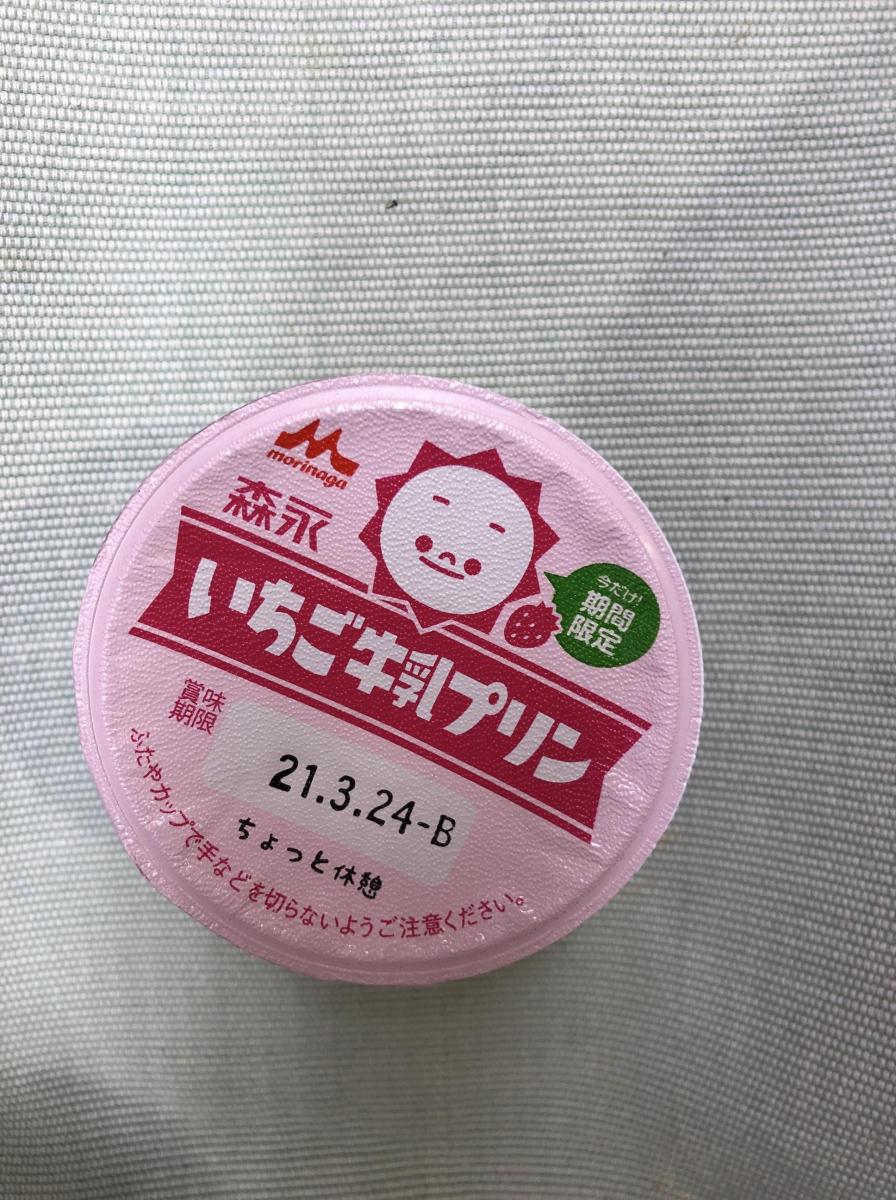 morinaga
森永
いちご牛乳プリン
今だけ!
期間
限定
賞味
期限
21.3.24-B
ちょっと休憩
ふたやカップで手などを切らないようご注意ください。